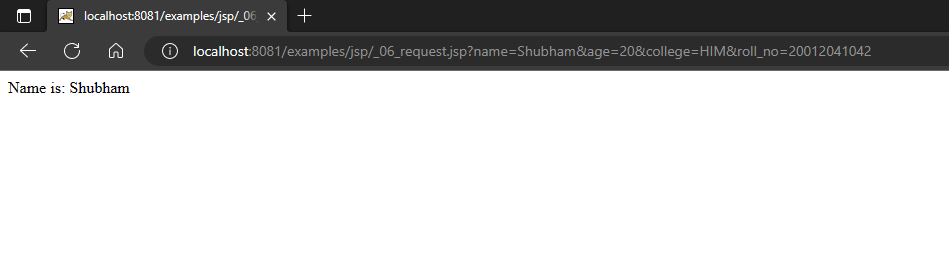 localhost:8081/examples/jsp/_06
localhost:8081/examples/jsp/_06_request.jsp?name=Shubham&age=20&college=HIM&roll_no=20012041042
Name is: Shubham